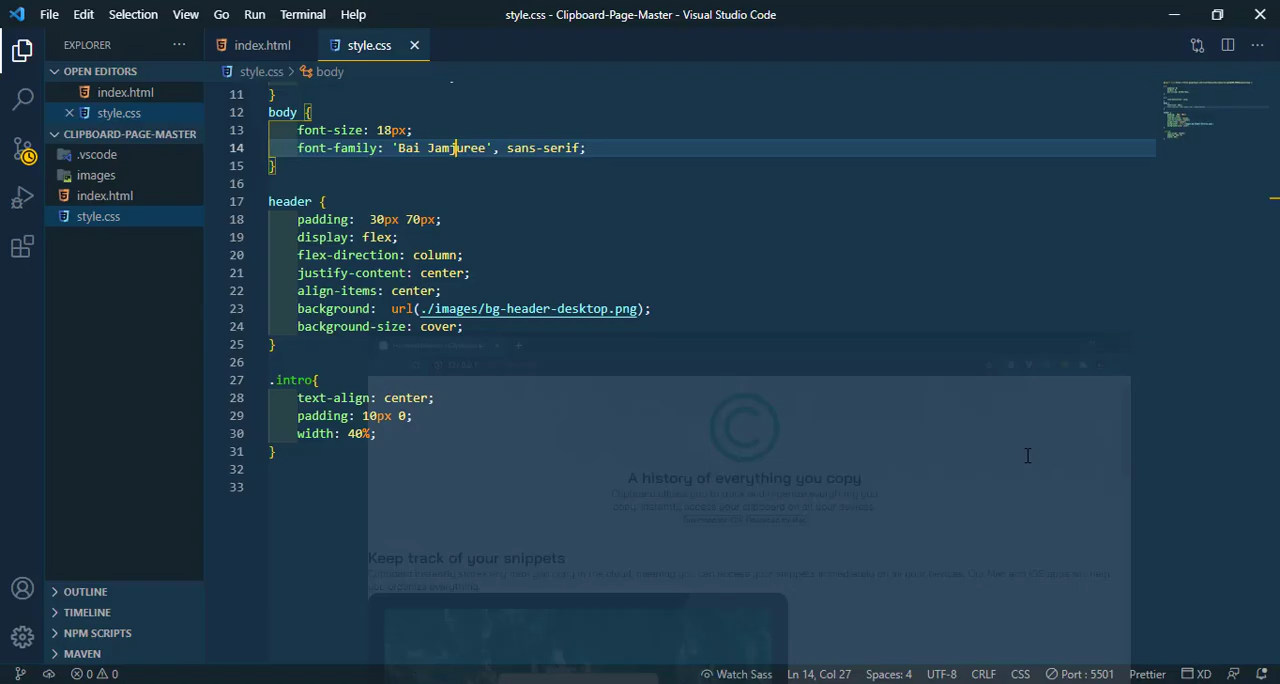 File Edit Selection View Go Run Terminal Help
style.css - Clipboard-Page-Master - Visual Studio Code
EXPLORER
index.html
style.css
OPEN EDITORS
index.html
style.css
CLIPBOARD-PAGE-MASTER
.vscode
images
index.html
style.css
OUTLINE
TIMELINE
NPM SCRIPTS
MAVEN
style.css > body
11 }
12 body {
13 font-size: 18px;
14 font-family: 'Bai Jamjuree', sans-serif;
15 }
16
17 header {
18 padding:  30px 70px;
19 display: flex;
20 flex-direction: column;
21 justify-content: center;
22 align-items: center;
23 background:  url(./images/bg-header-desktop.png);
24 background-size: cover;
25 }
26
27 .intro{
28 text-align: center;
29 padding: 10px 0;
30 width: 40%;
31 }
32
33
A history of everything you copy
Keep track of your snippets
0 0
Watch Sass
Ln 14, Col 27
Spaces: 4
UTF-8
CRLF
CSS
Port : 5501
Prettier
XD